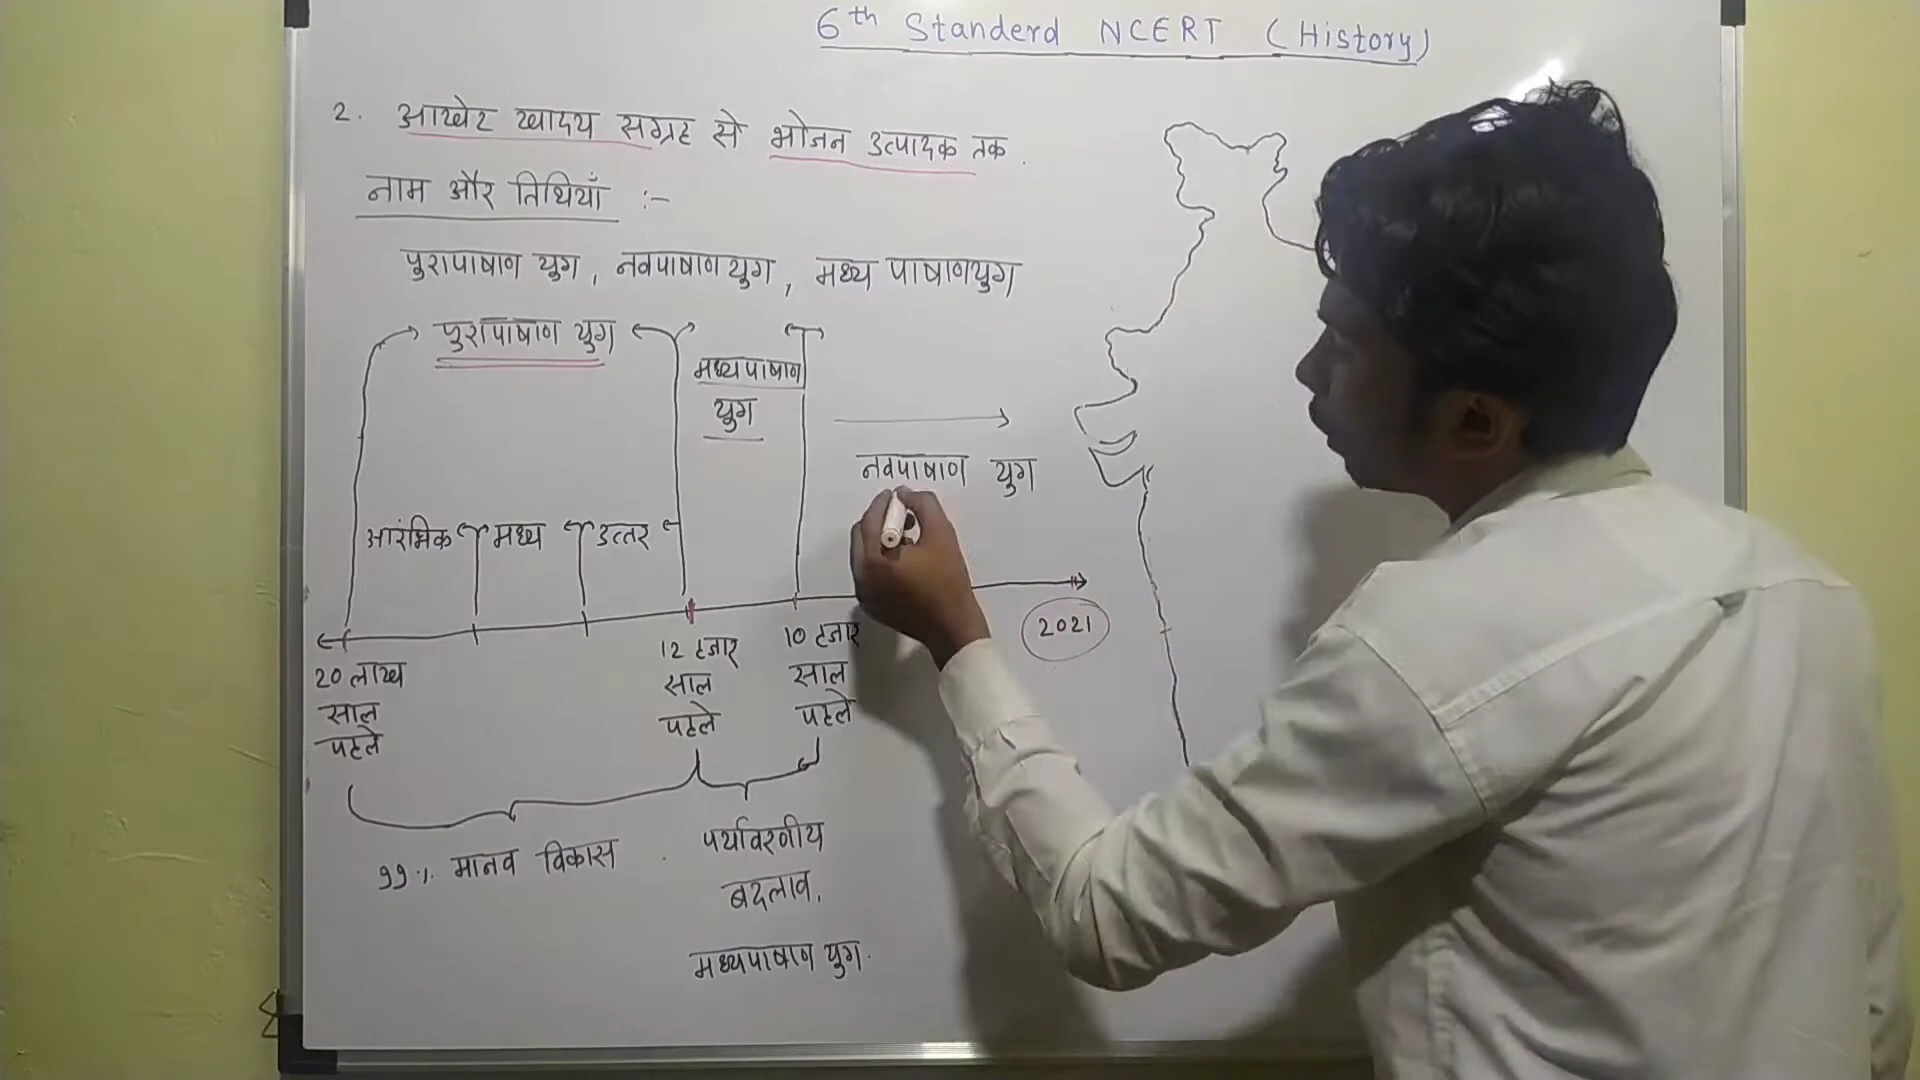 6th Standerd NCERT (History)
2. आखेट खादय सग्रह से भोजन उत्पादक तक.
नाम और तिथियाँ :-
पुरापाषाण युग, नवपाषाण युग, मध्य पाषाणयुग
पुरापाषाण युग
मध्यपाषाण
युग
नवपाषाण युग
आरंभिक मध्य उत्तर
2021
20 लाख
साल
पहले
12 हजार
साल
पहले
10 हजार
साल
पहले
99% मानव विकास
पर्यावरणीय
बदलाव.
मध्यपाषाण युग.